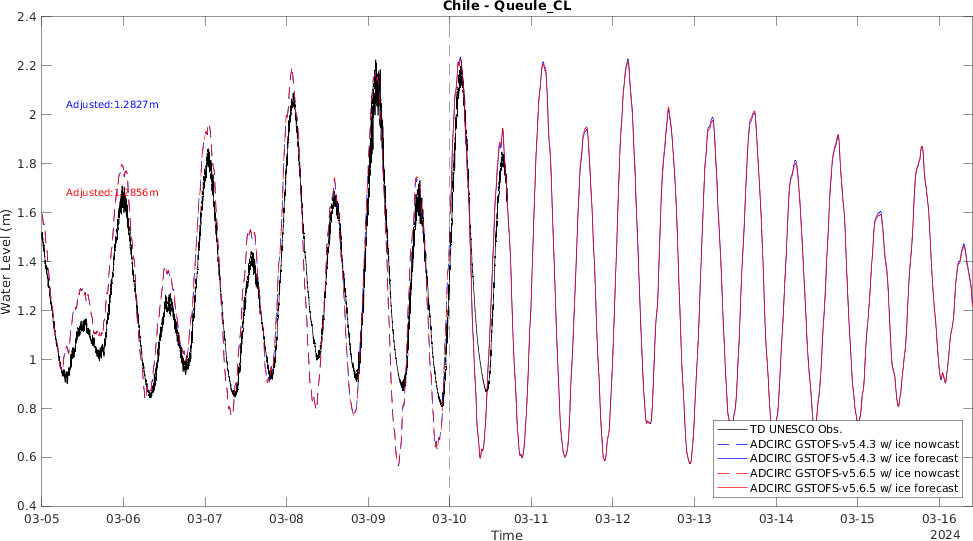 Chile - Queule_CL
2.4
2.2
2
1.8
1.6
1.4
1.2
1
0.8
0.6
0.4
Water Level (m)
Adjusted:1.2827m
Adjusted:1.2856m
TD UNESCO Obs.
ADCIRC GSTOFS-v5.4.3 w/ ice nowcast
ADCIRC GSTOFS-v5.4.3 w/ ice forecast
ADCIRC GSTOFS-v5.6.5 w/ ice nowcast
ADCIRC GSTOFS-v5.6.5 w/ ice forecast
03-05 03-06 03-07 03-08 03-09 03-10 03-11 03-12 03-13 03-14 03-15 03-16
Time
2024